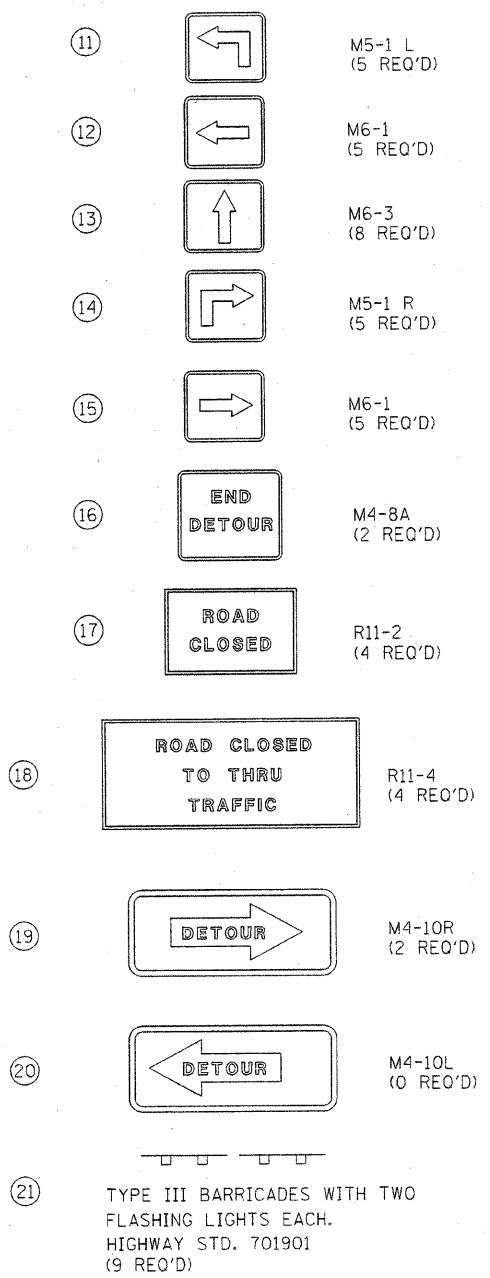 11
M5-1 L
(5 REQ'D)
12
M6-1
(5 REQ'D)
13
M6-3
(8 REQ'D)
14
M5-1 R
(5 REQ'D)
15
M6-1
(5 REQ'D)
16
END
DETOUR
M4-8A
(2 REQ'D)
17
ROAD
CLOSED
R11-2
(4 REQ'D)
18
ROAD CLOSED
TO THRU
TRAFFIC
R11-4
(4 REQ'D)
19
DETOUR
M4-10R
(2 REQ'D)
20
DETOUR
M4-10L
(0 REQ'D)
21
TYPE III BARRICADES WITH TWO
FLASHING LIGHTS EACH.
HIGHWAY STD. 701901
(9 REQ'D)